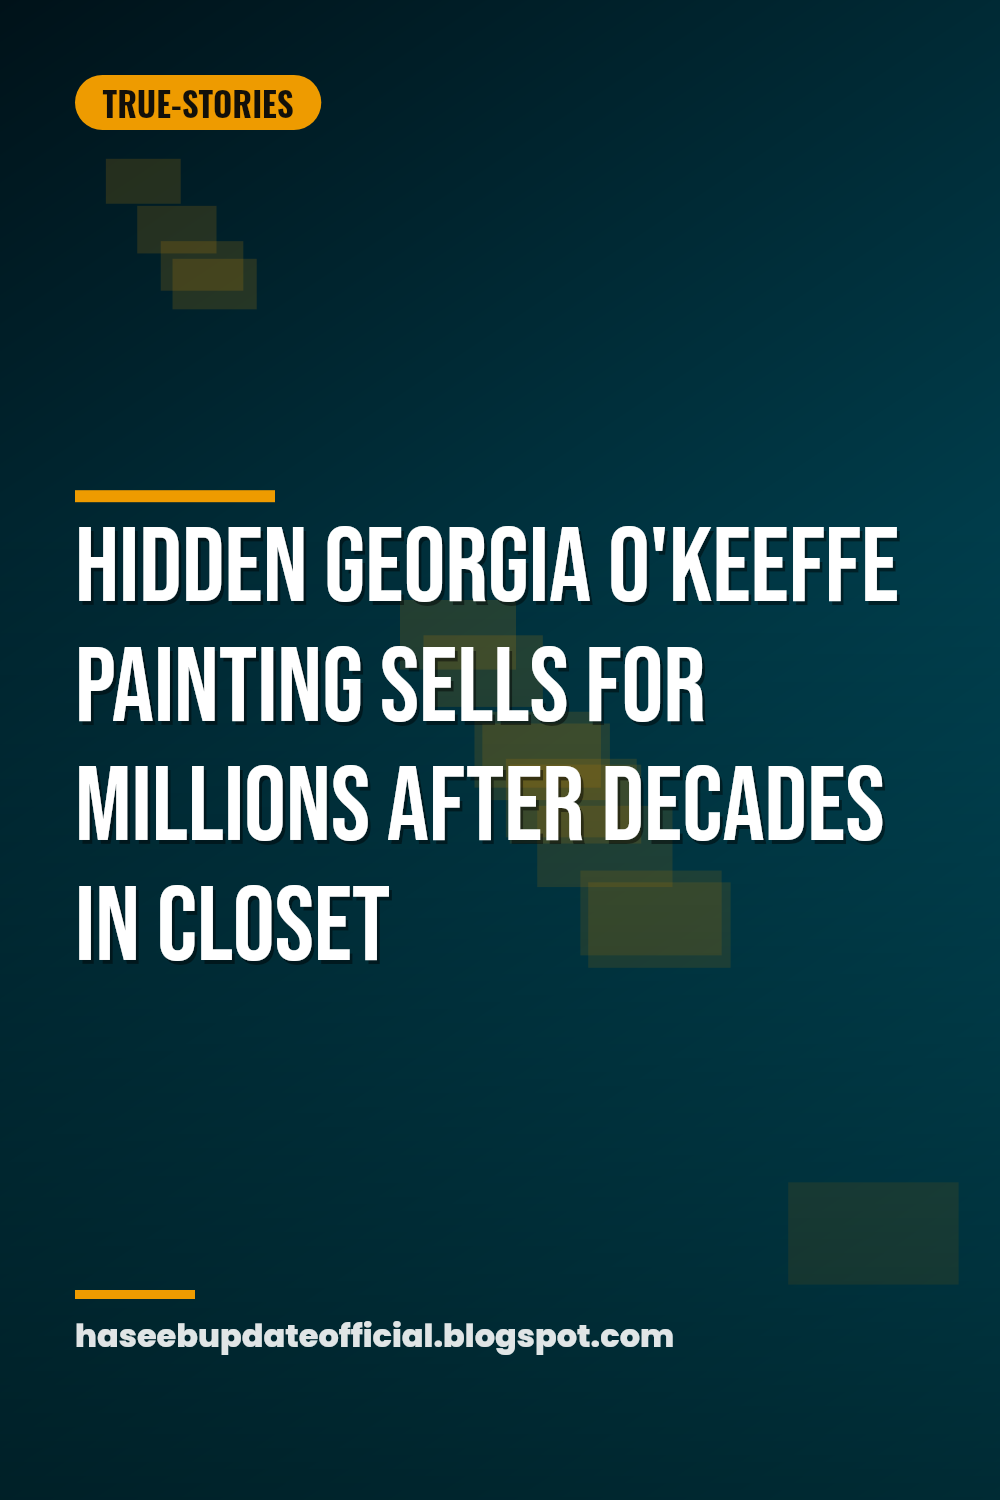 TRUE-STORIES
HIDDEN GEORGIA O'KEEFFE
PAINTING SELLS FOR
MILLIONS AFTER DECADES
IN CLOSET
haseebupdateofficial.blogspot.com